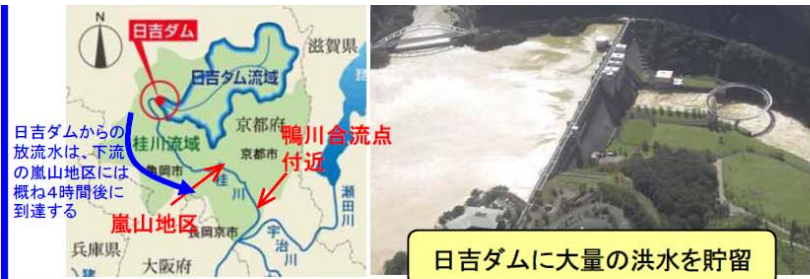 N
日吉ダム
滋賀県
日吉ダム流域
日吉ダムからの
放流水は、下流
の嵐山地区には
概ね4時間後に
到達する
桂川流域
京都府
京都市
鴨川合流点
付近
亀岡市
嵐山地区
桂川
瀬田川
長岡京市
宇治川
兵庫県
大阪府
日吉ダムに大量の洪水を貯留